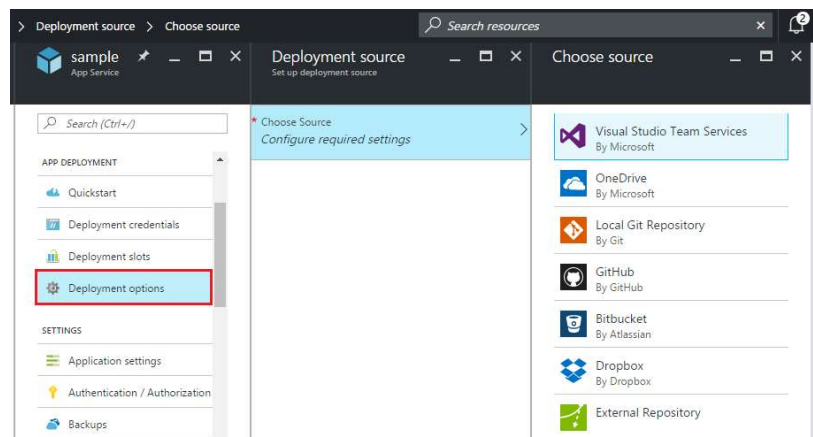 > Deployment source > Choose source
Search resources
2
sample
App Service
Deployment source
Set up deployment source
Choose source
Search (Ctrl+/)
APP DEPLOYMENT
Quickstart
Deployment credentials
Deployment slots
Deployment options
SETTINGS
Application settings
Authentication / Authorization
Backups
* Choose Source
Configure required settings
Visual Studio Team Services
By Microsoft
OneDrive
By Microsoft
Local Git Repository
By Git
GitHub
By GitHub
Bitbucket
By Atlassian
Dropbox
By Dropbox
External Repository